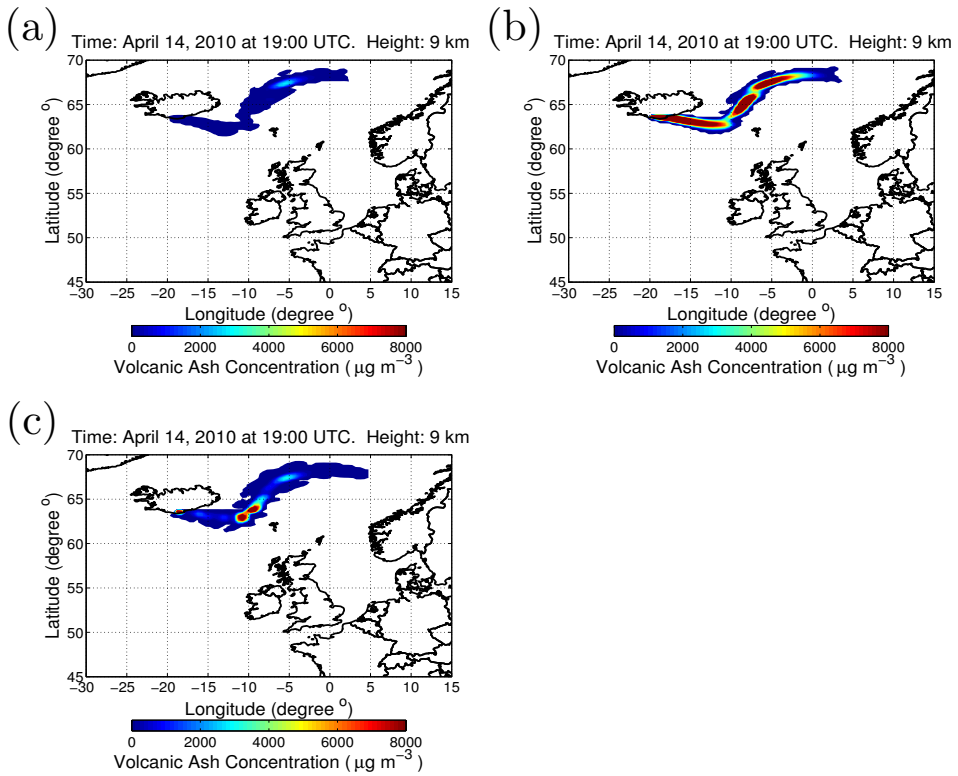 (a)
Time: April 14, 2010 at 19:00 UTC. Height: 9 km
70
65
60
55
50
45
Latitude (degree °)
−30 −25 −20 −15 −10 −5 0 5 10 15
Longitude (degree °)
0 2000 4000 6000 8000
Volcanic Ash Concentration ( μg m⁻³)
(b)
Time: April 14, 2010 at 19:00 UTC. Height: 9 km
70
65
60
55
50
45
Latitude (degree °)
−30 −25 −20 −15 −10 −5 0 5 10 15
Longitude (degree °)
0 2000 4000 6000 8000
Volcanic Ash Concentration ( μg m⁻³)
(c)
Time: April 14, 2010 at 19:00 UTC. Height: 9 km
70
65
60
55
50
45
Latitude (degree °)
−30 −25 −20 −15 −10 −5 0 5 10 15
Longitude (degree °)
0 2000 4000 6000 8000
Volcanic Ash Concentration ( μg m⁻³)